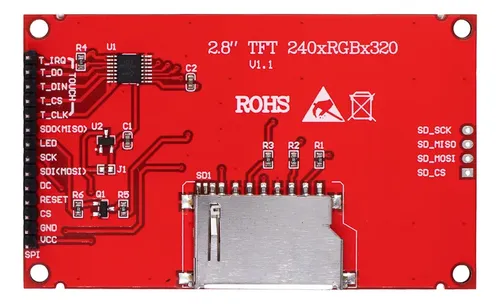 2.8" TFT 240xRGBx320
V1.1
R4
U1
C2
T_IRQ
T_DO
T_DIN
T_CS
T_CLK
TOUCH
SDO(MISO)
LED
SCK
SDI(MOSI)
DC
RESET
CS
GND
VCC
SPI
U2
C1
J1
R6
Q1
R5
ROHS
R3
R2
R1
SD1
SD_SCK
SD_MISO
SD_MOSI
SD_CS